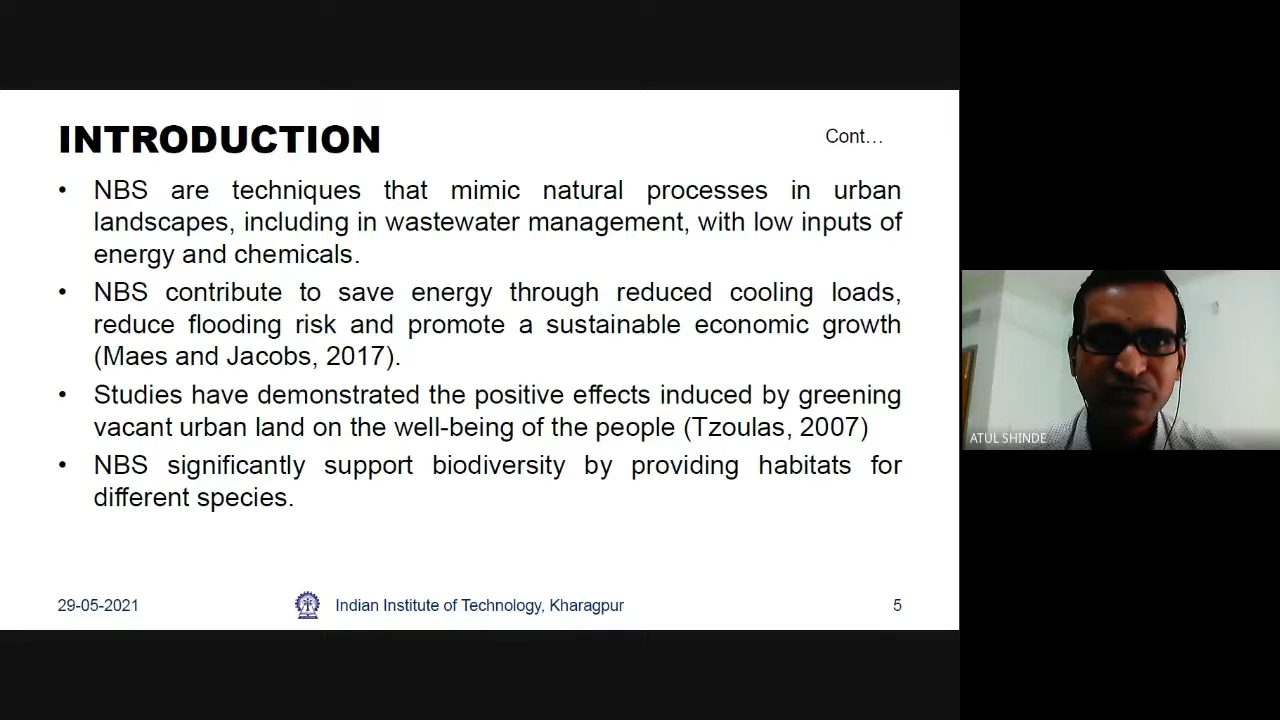 INTRODUCTION
Cont...
• NBS are techniques that mimic natural processes in urban
landscapes, including in wastewater management, with low inputs of
energy and chemicals.
• NBS contribute to save energy through reduced cooling loads,
reduce flooding risk and promote a sustainable economic growth
(Maes and Jacobs, 2017).
• Studies have demonstrated the positive effects induced by greening
vacant urban land on the well-being of the people (Tzoulas, 2007)
• NBS significantly support biodiversity by providing habitats for
different species.
29-05-2021
Indian Institute of Technology, Kharagpur
5
ATUL SHINDE